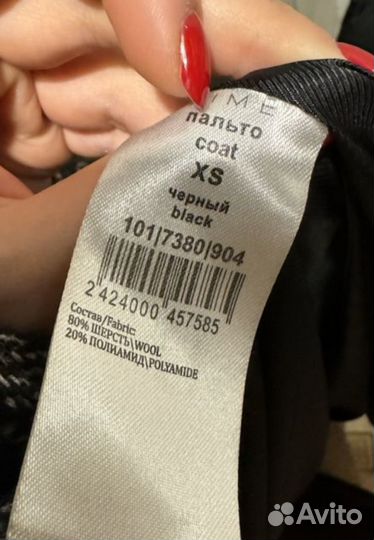 IME
пальто
coat
XS
черный
black
101|7380|904
2 424000 457585
Состав/Fabric:
80% ШЕРСТЬ\WOOL
20% ПОЛИАМИД\POLYAMIDE
Avito